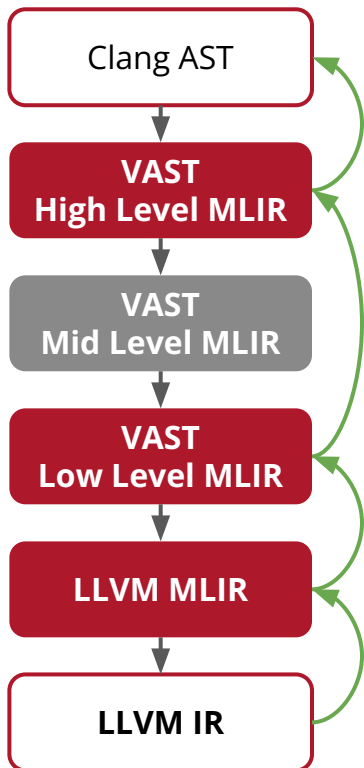 Clang AST
VAST
High Level MLIR
VAST
Mid Level MLIR
VAST
Low Level MLIR
LLVM MLIR
LLVM IR